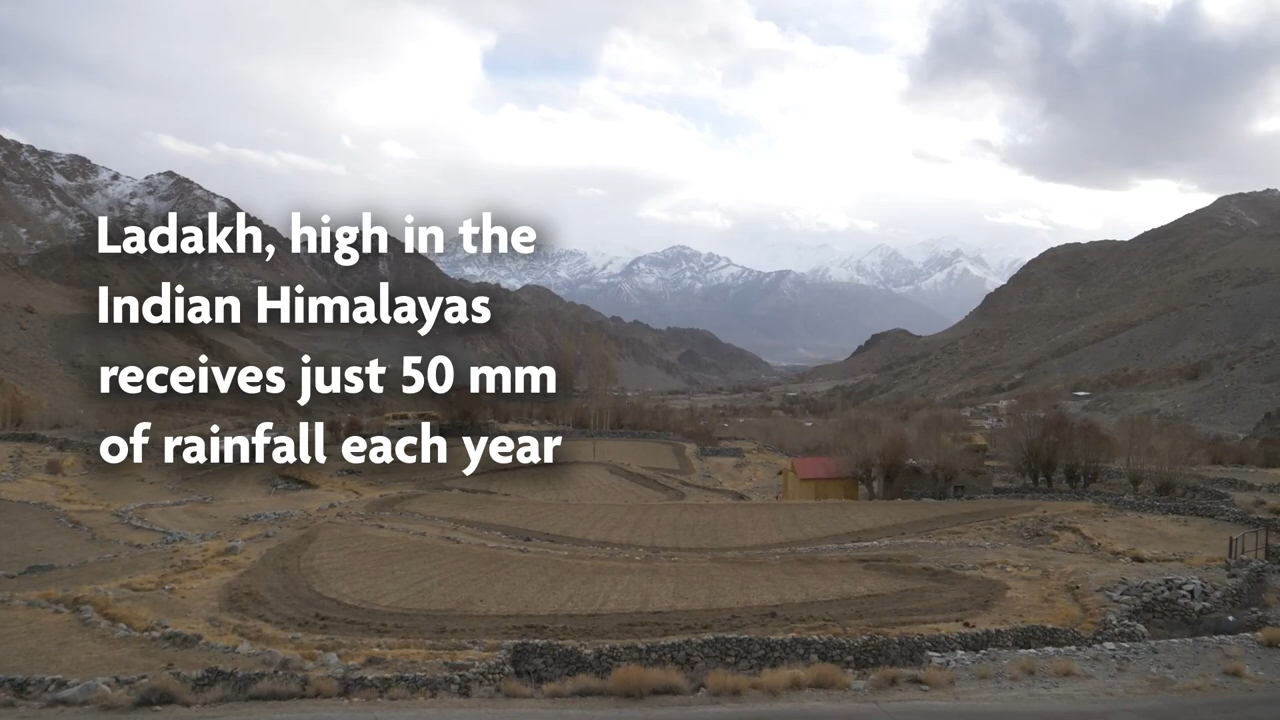 Ladakh, high in the
Indian Himalayas
receives just 50 mm
of rainfall each year